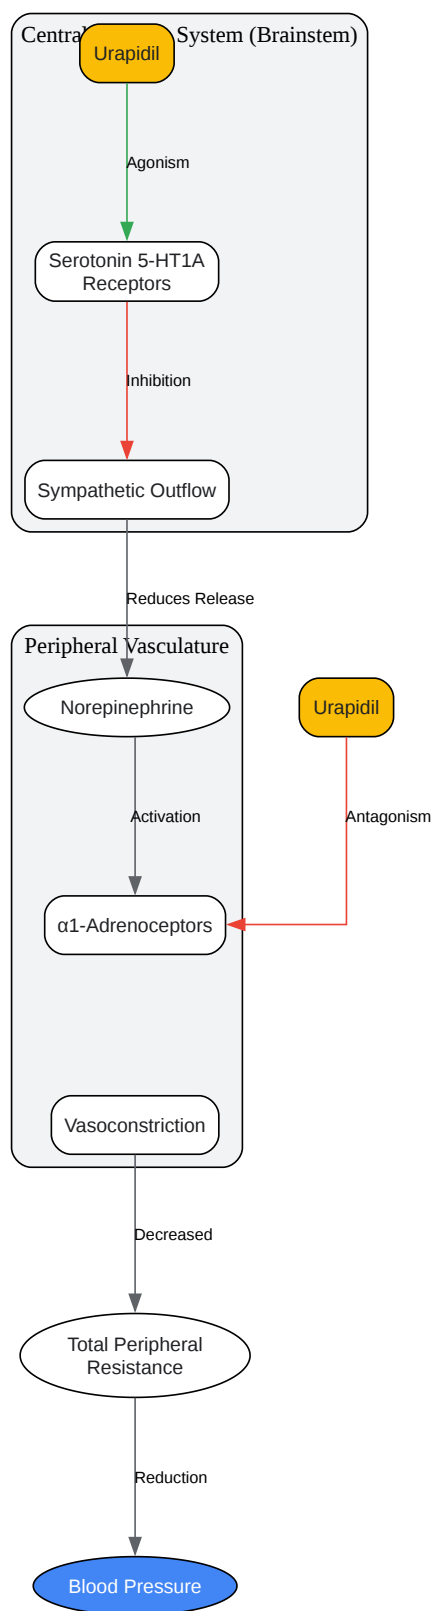 Central System (Brainstem)
Urapidil
Agonism
Serotonin 5-HT1A
Receptors
Inhibition
Sympathetic Outflow
Reduces Release
Peripheral Vasculature
Norepinephrine
Urapidil
Activation
Antagonism
α1-Adrenoceptors
Vasoconstriction
Decreased
Total Peripheral
Resistance
Reduction
Blood Pressure